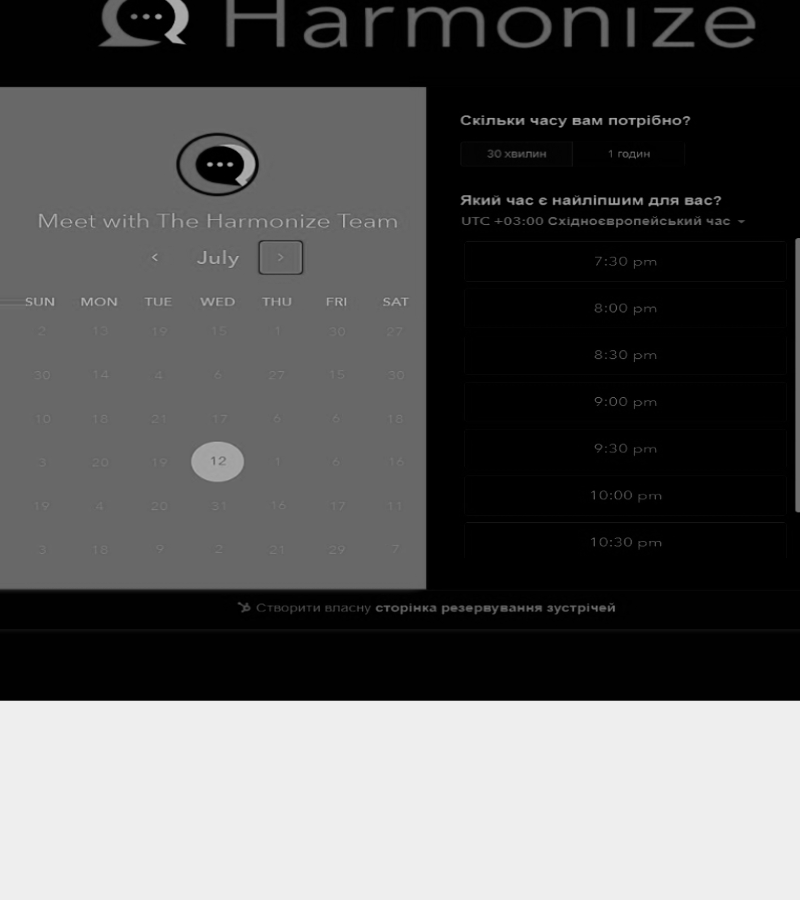 Harmonize
Meet with The Harmonize Team
July
SUN MON TUE WED THU FRI SAT
2 13 19 15 1 30 27
30 14 4 6 27 15 30
10 18 21 17 6 6 18
3 20 19 12 1 6 16
19 4 20 31 16 17 11
3 18 9 2 21 29 7
Скільки часу вам потрібно?
30 хвилин 1 годин
Який час є найліпшим для вас?
UTC +03:00 Східноєвропейський час
7:30 pm
8:00 pm
8:30 pm
9:00 pm
9:30 pm
10:00 pm
10:30 pm
Створити власну сторінка резервування зустрічей